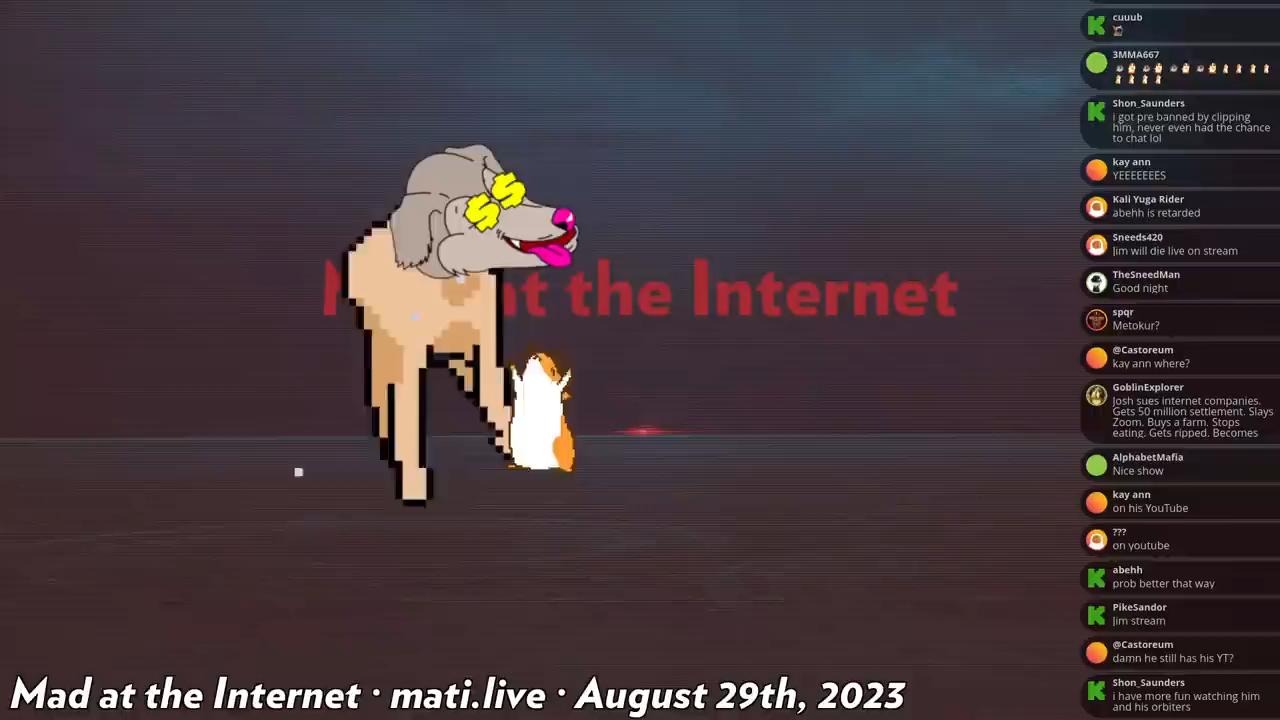 M at the Internet
cuuub
3MMA667
Shon_Saunders
i got pre banned by clipping
him, never even had the chance
to chat lol
kay ann
YEEEEEEES
Kali Yuga Rider
abehh is retarded
Sneeds420
Jim will die live on stream
TheSneedMan
Good night
spqr
Metokur?
@Castoreum
kay ann where?
GoblinExplorer
Josh sues internet companies.
Gets 50 million settlement. Slays
Zoom. Buys a farm. Stops
eating. Gets ripped. Becomes
AlphabetMafia
Nice show
kay ann
on his YouTube
???
on youtube
abehh
prob better that way
PikeSandor
Jim stream
@Castoreum
damn he still has his YT?
Shon_Saunders
i have more fun watching him
and his orbiters
Mad at the Internet · mati.live · August 29th, 2023